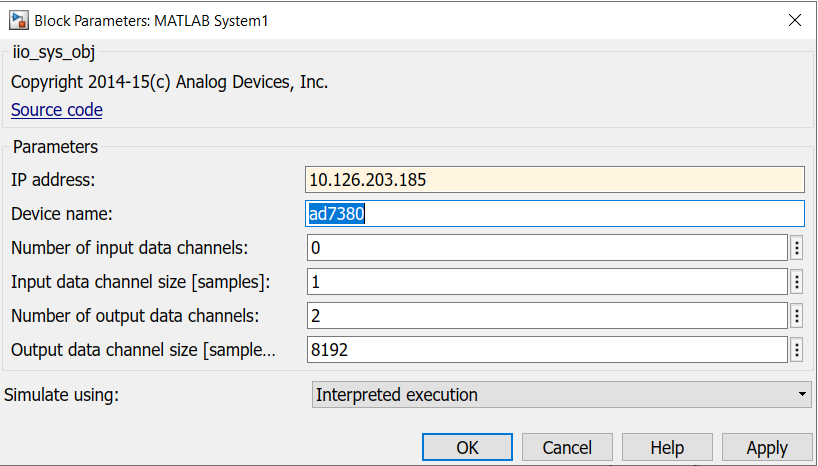 Block Parameters: MATLAB System1
iio_sys_obj
Copyright 2014-15(c) Analog Devices, Inc.
Source code
Parameters
IP address: 10.126.203.185
Device name: ad7380
Number of input data channels: 0
Input data channel size [samples]: 1
Number of output data channels: 2
Output data channel size [sample... 8192
Simulate using: Interpreted execution
OK Cancel Help Apply